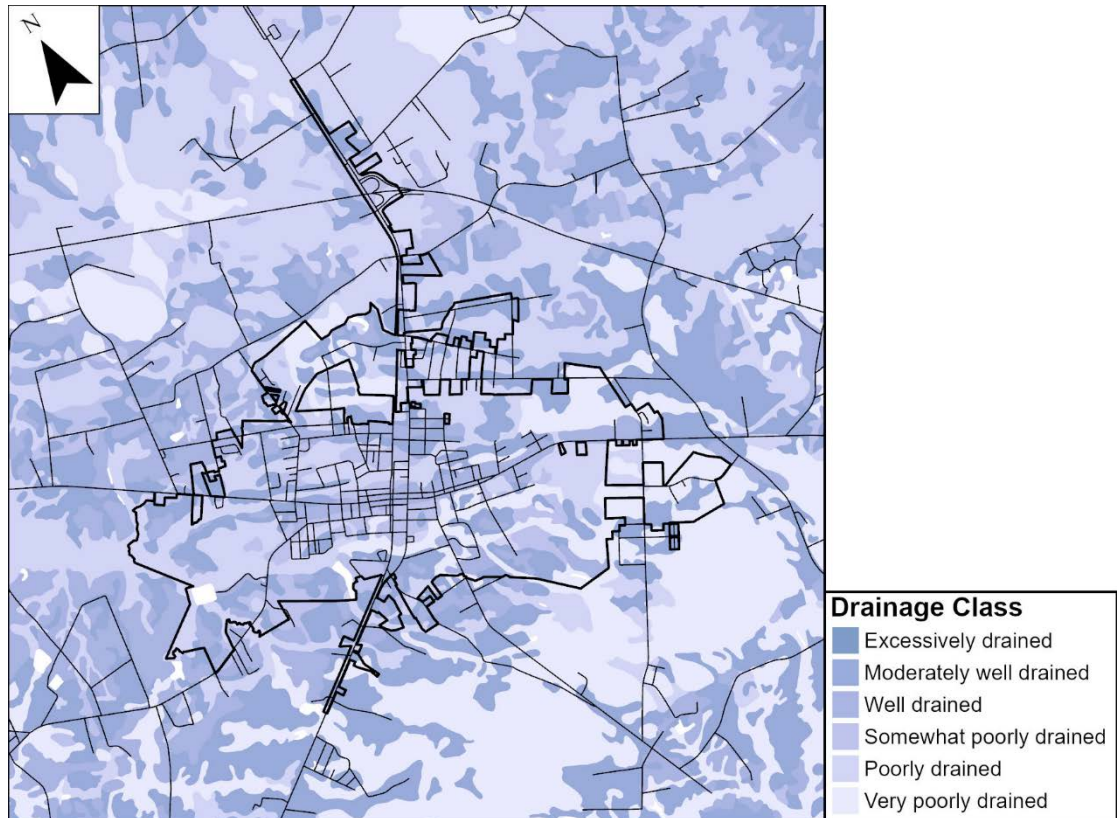 N
Drainage Class
Excessively drained
Moderately well drained
Well drained
Somewhat poorly drained
Poorly drained
Very poorly drained